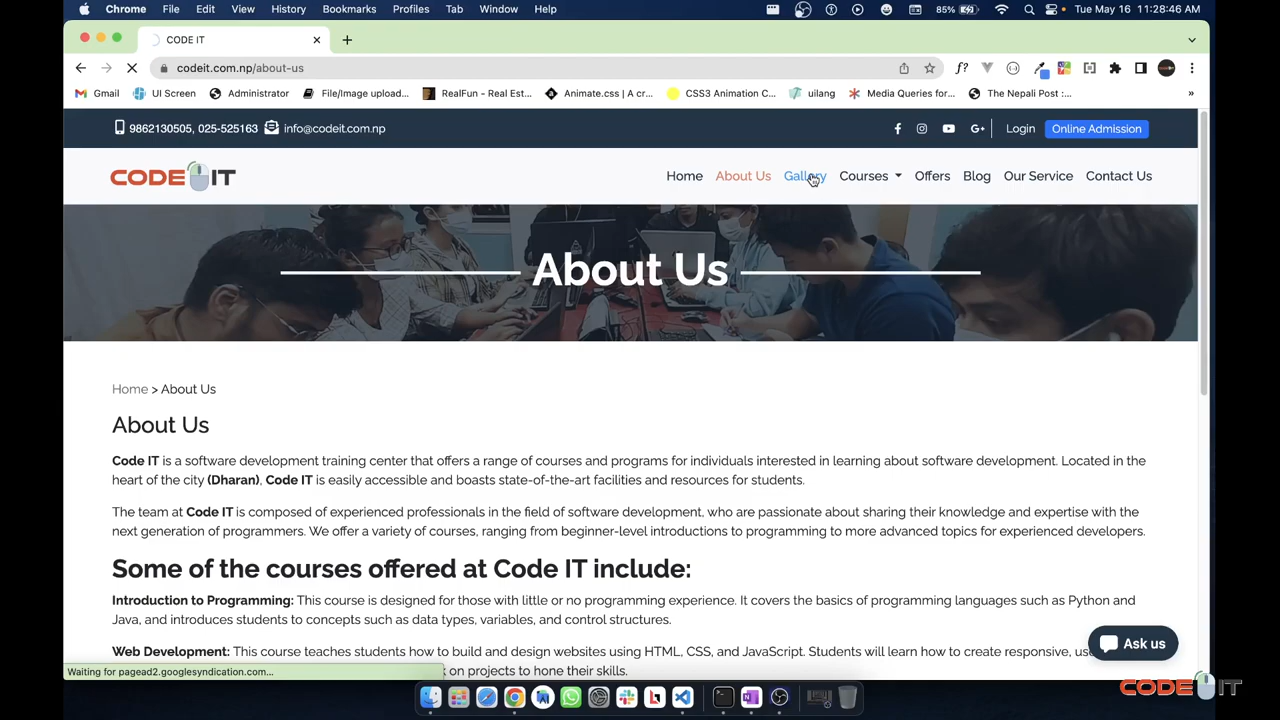 Chrome File Edit View History Bookmarks Profiles Tab Window Help 85% Tue May 16 11:28:46 AM
CODE IT
codeit.com.np/about-us f?
Gmail UI Screen Administrator File/Image upload... RealFun - Real Est... Animate.css | A cr... CSS3 Animation C... uilang Media Queries for... The Nepali Post :... »
9862130505, 025-525163 info@codeit.com.np G+ Login Online Admission
CODE IT Home About Us Gallery Courses Offers Blog Our Service Contact Us
About Us
Home > About Us
About Us
Code IT is a software development training center that offers a range of courses and programs for individuals interested in learning about software development. Located in the
heart of the city (Dharan), Code IT is easily accessible and boasts state-of-the-art facilities and resources for students.
The team at Code IT is composed of experienced professionals in the field of software development, who are passionate about sharing their knowledge and expertise with the
next generation of programmers. We offer a variety of courses, ranging from beginner-level introductions to programming to more advanced topics for experienced developers.
Some of the courses offered at Code IT include:
Introduction to Programming: This course is designed for those with little or no programming experience. It covers the basics of programming languages such as Python and
Java, and introduces students to concepts such as data types, variables, and control structures.
Web Development: This course teaches students how to build and design websites using HTML, CSS, and JavaScript. Students will learn how to create responsive,
Ask us
Waiting for pagead2.googlesyndication.com... on projects to hone their skills.
CODE IT